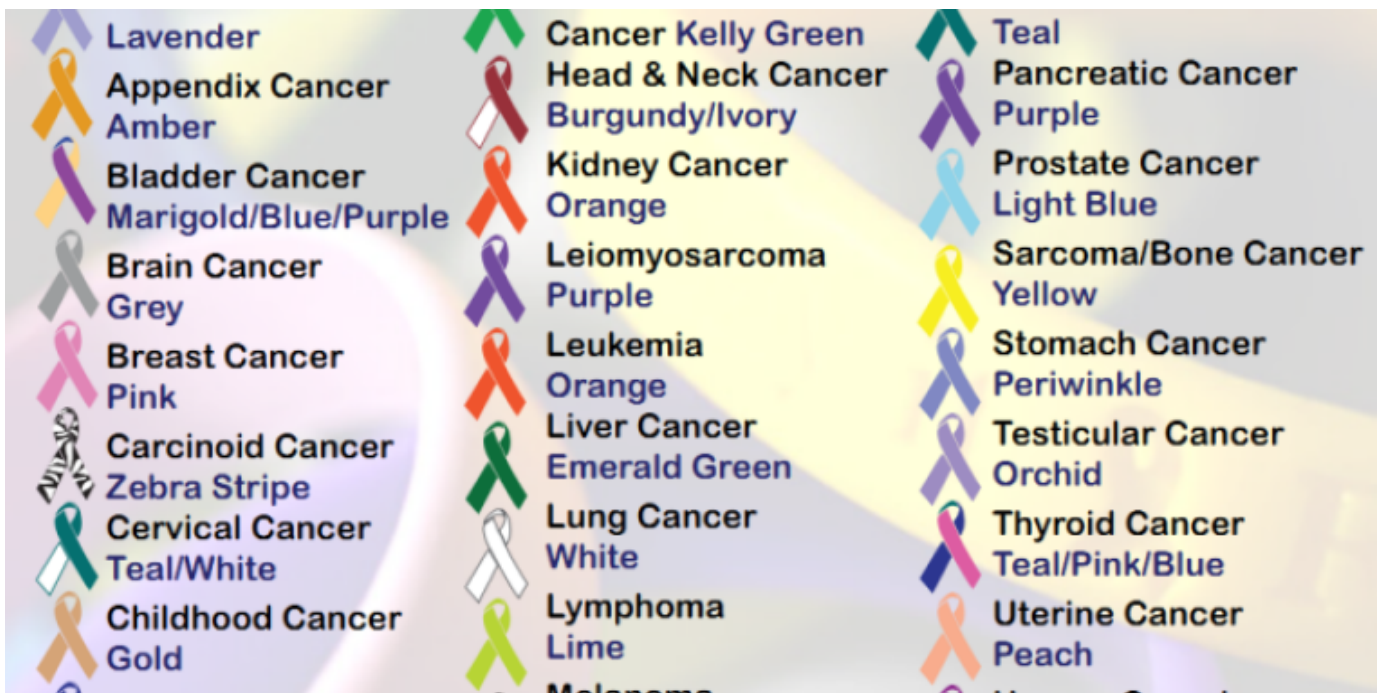 Lavender
Appendix Cancer
Amber
Bladder Cancer
Marigold/Blue/Purple
Brain Cancer
Grey
Breast Cancer
Pink
Carcinoid Cancer
Zebra Stripe
Cervical Cancer
Teal/White
Childhood Cancer
Gold
Cancer Kelly Green
Head & Neck Cancer
Burgundy/Ivory
Kidney Cancer
Orange
Leiomyosarcoma
Purple
Leukemia
Orange
Liver Cancer
Emerald Green
Lung Cancer
White
Lymphoma
Lime
Melanoma
Teal
Pancreatic Cancer
Purple
Prostate Cancer
Light Blue
Sarcoma/Bone Cancer
Yellow
Stomach Cancer
Periwinkle
Testicular Cancer
Orchid
Thyroid Cancer
Teal/Pink/Blue
Uterine Cancer
Peach